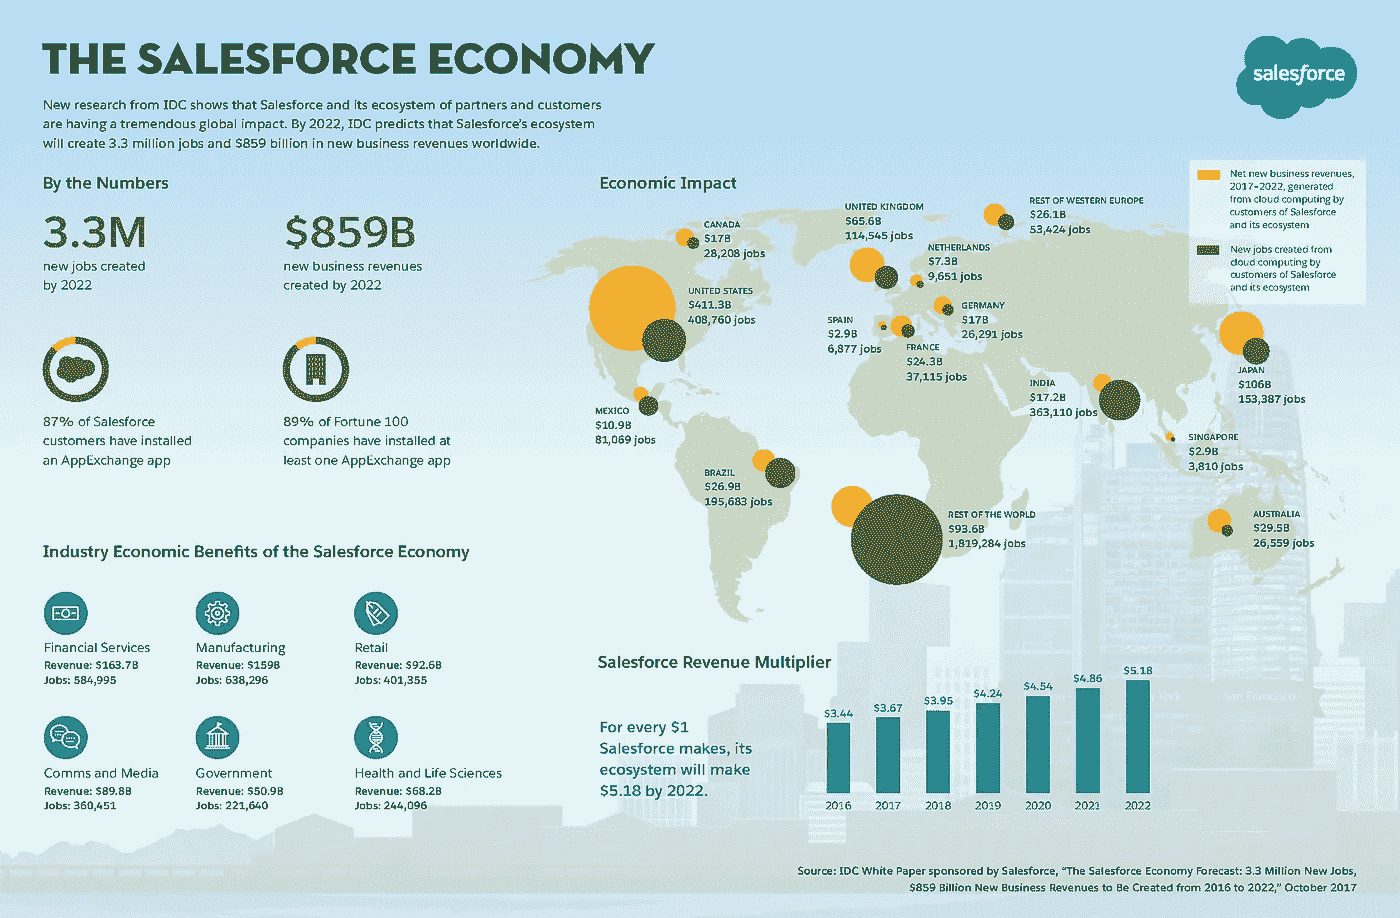 THE SALESFORCE ECONOMY
salesforce
New research from IDC shows that Salesforce and its ecosystem of partners and customers
are having a tremendous global impact. By 2022, IDC predicts that Salesforce's ecosystem
will create 3.3 million jobs and $859 billion in new business revenues worldwide.
By the Numbers
3.3M
new jobs created
by 2022
$859B
new business revenues
created by 2022
87% of Salesforce
customers have installed
an AppExchange app
89% of Fortune 100
companies have installed at
least one AppExchange app
Economic Impact
Net new business revenues,
2017–2022, generated
from cloud computing by
customers of Salesforce
and its ecosystem
New jobs created from
cloud computing by
customers of Salesforce
and its ecosystem
CANADA
$17B
28,208 jobs
UNITED STATES
$411.3B
408,760 jobs
MEXICO
$10.9B
81,069 jobs
BRAZIL
$26.9B
195,683 jobs
UNITED KINGDOM
$65.6B
114,545 jobs
NETHERLANDS
$7.3B
9,651 jobs
REST OF WESTERN EUROPE
$26.1B
53,424 jobs
GERMANY
$17B
26,291 jobs
SPAIN
$2.9B
6,877 jobs
FRANCE
$24.3B
37,115 jobs
INDIA
$17.2B
363,110 jobs
JAPAN
$106B
153,387 jobs
SINGAPORE
$2.9B
3,810 jobs
AUSTRALIA
$29.5B
26,559 jobs
REST OF THE WORLD
$93.6B
1,819,284 jobs
Industry Economic Benefits of the Salesforce Economy
Financial Services
Revenue: $163.7B
Jobs: 584,995
Manufacturing
Revenue: $159B
Jobs: 638,296
Retail
Revenue: $92.6B
Jobs: 401,355
Comms and Media
Revenue: $89.8B
Jobs: 360,451
Government
Revenue: $50.9B
Jobs: 221,640
Health and Life Sciences
Revenue: $68.2B
Jobs: 244,096
Salesforce Revenue Multiplier
For every $1
Salesforce makes, its
ecosystem will make
$5.18 by 2022.
$3.44 $3.67 $3.95 $4.24 $4.54 $4.86 $5.18
2016 2017 2018 2019 2020 2021 2022
San Francisco
Source: IDC White Paper sponsored by Salesforce, "The Salesforce Economy Forecast: 3.3 Million New Jobs,
$859 Billion New Business Revenues to Be Created from 2016 to 2022," October 2017